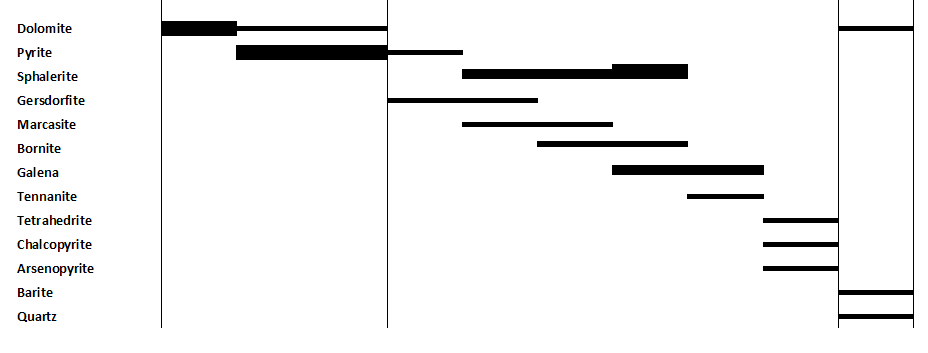 Dolomite
Pyrite
Sphalerite
Gersdorfite
Marcasite
Bornite
Galena
Tennanite
Tetrahedrite
Chalcopyrite
Arsenopyrite
Barite
Quartz